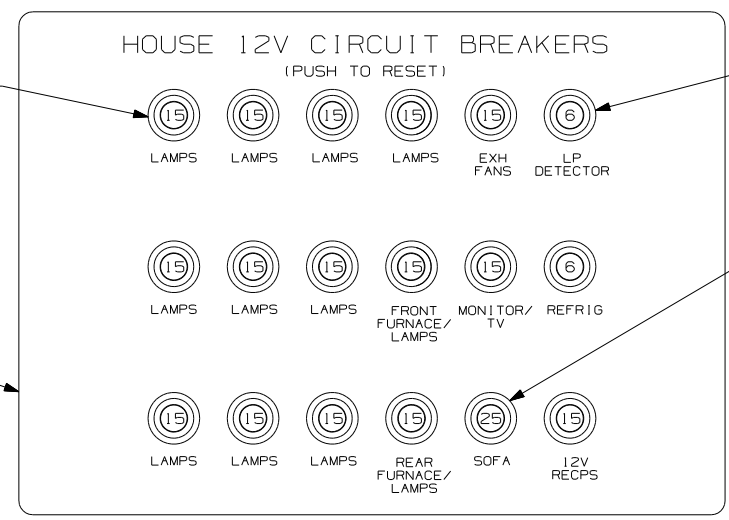 HOUSE 12V CIRCUIT BREAKERS
(PUSH TO RESET)
15 15 15 15 15 6
LAMPS LAMPS LAMPS LAMPS EXH FANS LP DETECTOR
15 15 15 15 15 6
LAMPS LAMPS LAMPS FRONT FURNACE/ LAMPS MONITOR/ TV REFRIG
15 15 15 15 25 15
LAMPS LAMPS LAMPS REAR FURNACE/ LAMPS SOFA 12V RECPS